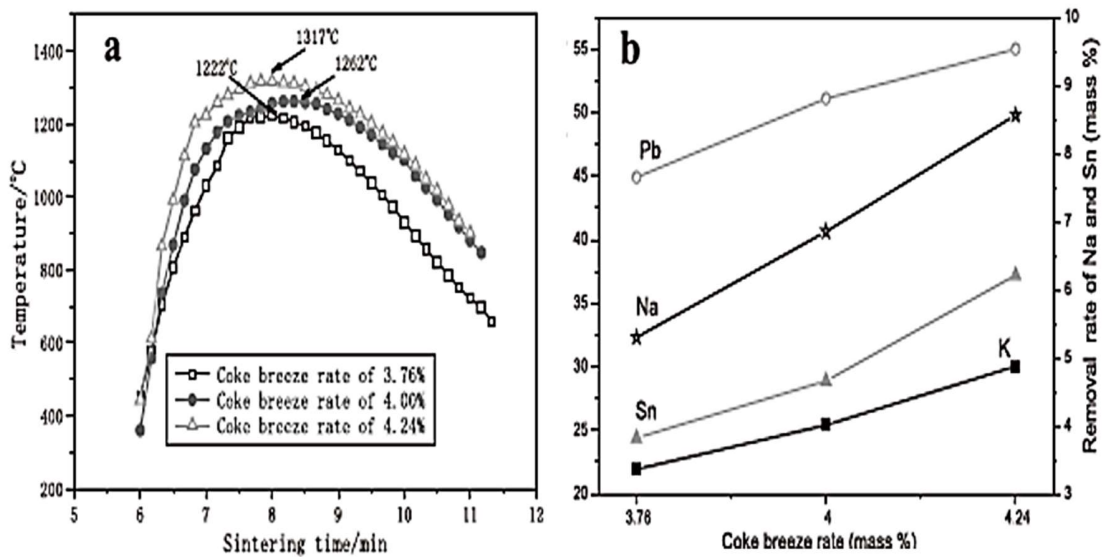 a
1317℃
1222℃
1262℃
Temperature/℃
1400
1200
1000
800
600
400
200
Coke breeze rate of 3.76%
Coke breeze rate of 4.00%
Coke breeze rate of 4.24%
5 6 7 8 9 10 11 12
Sintering time/min
b
55
50
45
40
35
30
25
20
Pb
Na
Sn
K
10
9
8
7
6
5
4
3
Removal rate of Na and Sn (mass %)
3.76 4 4.24
Coke breeze rate (mass %)